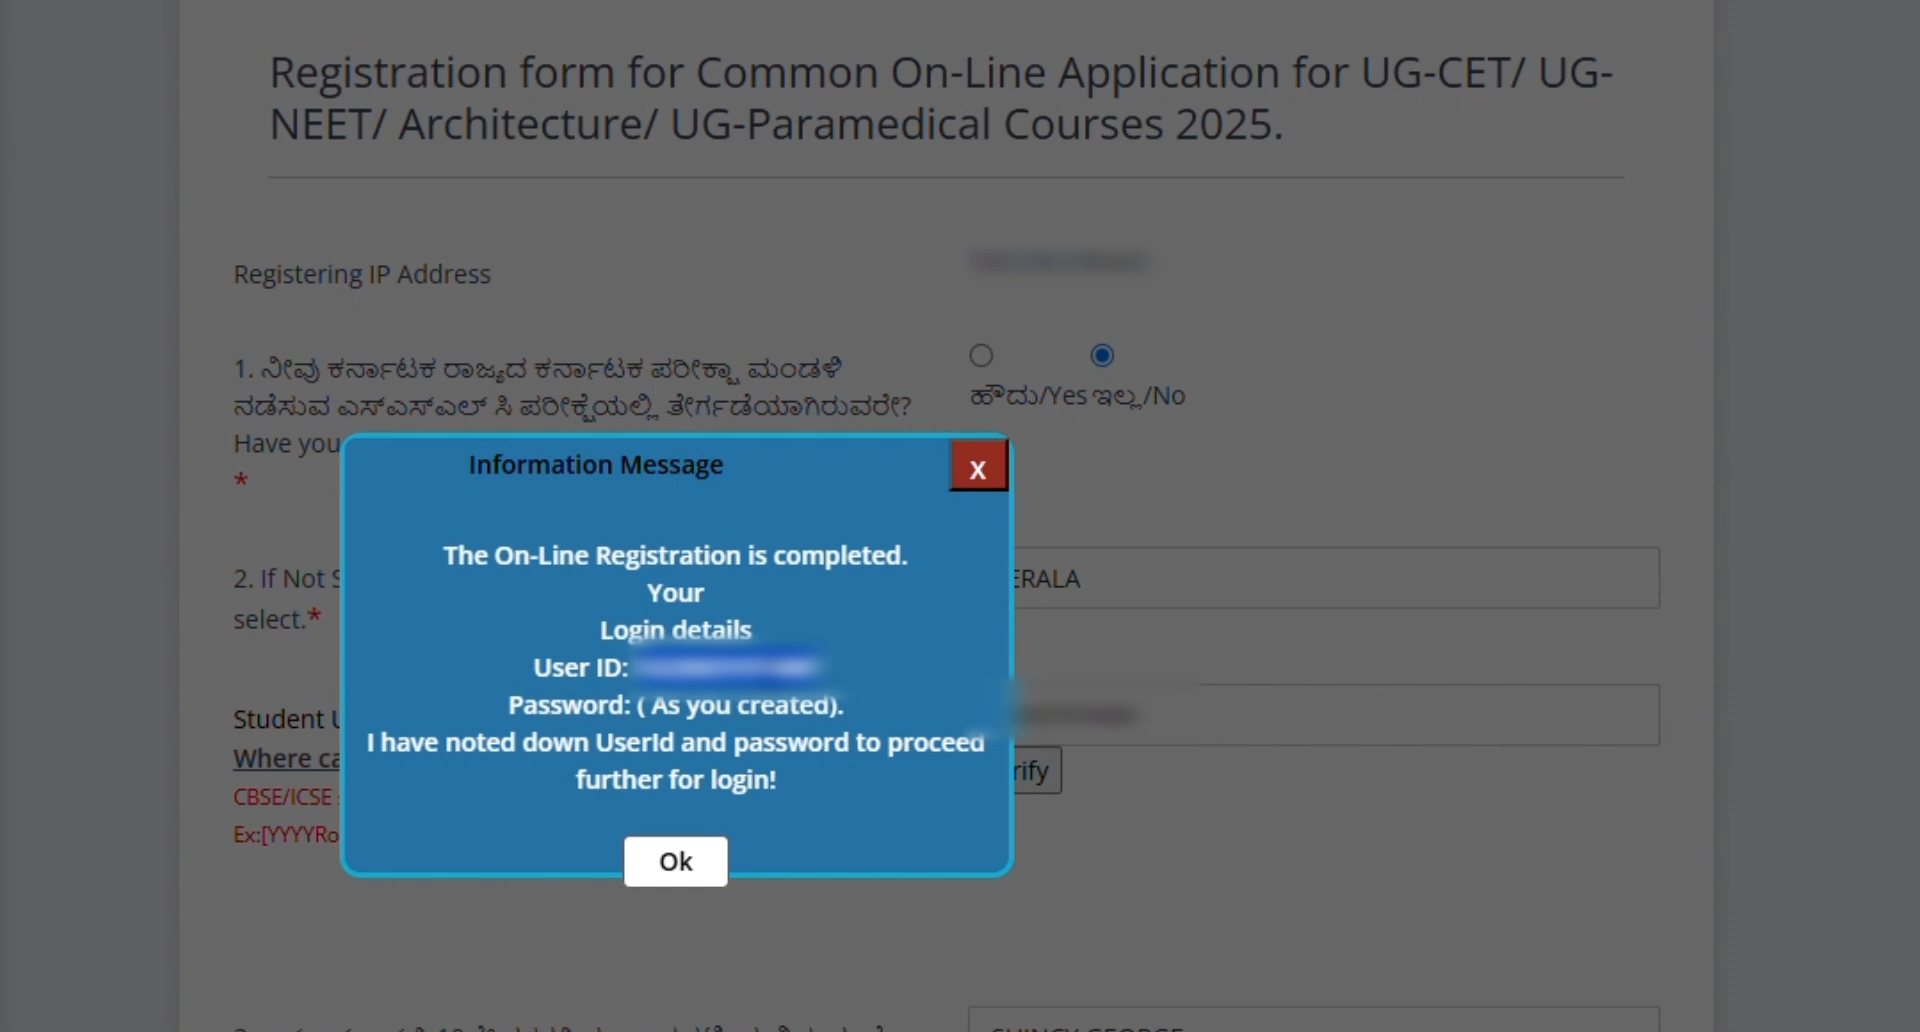 Registration form for Common On-Line Application for UG-CET/ UG-
NEET/ Architecture/ UG-Paramedical Courses 2025.
Registering IP Address
1. ನೀವು ಕರ್ನಾಟಕ ರಾಜ್ಯದ ಕರ್ನಾಟಕ ಪರೀಕ್ಷಾ ಮಂಡಳಿ
ನಡೆಸುವ ಎಸ್ಎಸ್ಎಲ್ ಸಿ ಪರೀಕ್ಷೆಯಲ್ಲಿ ತೇರ್ಗಡೆಯಾಗಿರುವರೇ?
Have you
*
ಹೌದು/Yes ಇಲ್ಲ/No
Information Message
X
The On-Line Registration is completed.
Your
Login details
User ID:
Password: ( As you created).
I have noted down UserId and password to proceed
further for login!
Ok
2. If Not
select.*
ERALA
Student
Where
CBSE/ICSE
Ex:[YYYYRo
rify